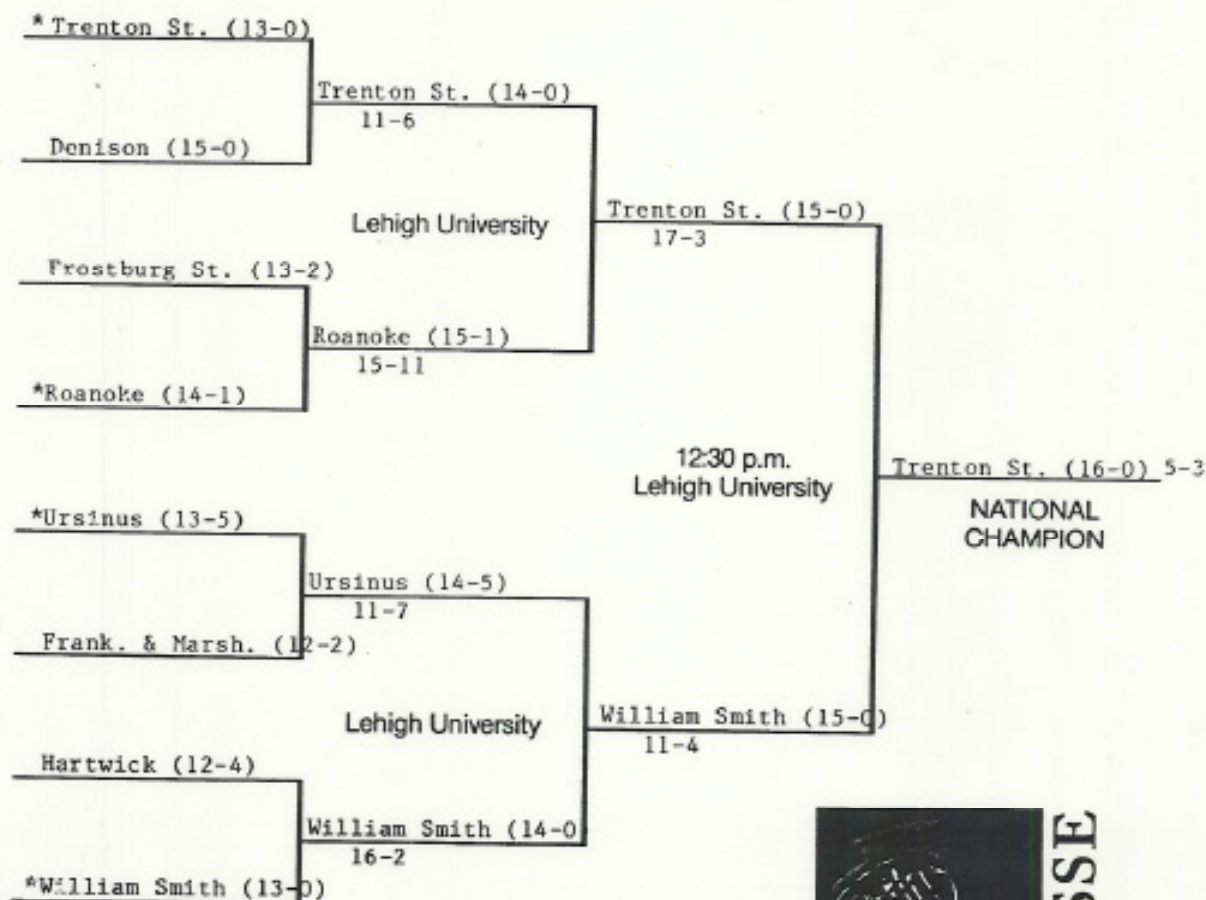 *Trenton St. (13-0)
Trenton St. (14-0)
11-6
Denison (15-0)
Lehigh University
Trenton St. (15-0)
17-3
Frostburg St. (13-2)
Roanoke (15-1)
15-11
*Roanoke (14-1)
12:30 p.m.
Lehigh University
Trenton St. (16-0) 5-3
NATIONAL
CHAMPION
*Ursinus (13-5)
Ursinus (14-5)
11-7
Frank. & Marsh. (12-2)
Lehigh University
William Smith (15-0)
11-4
Hartwick (12-4)
William Smith (14-0
16-2
*William Smith (13-0)